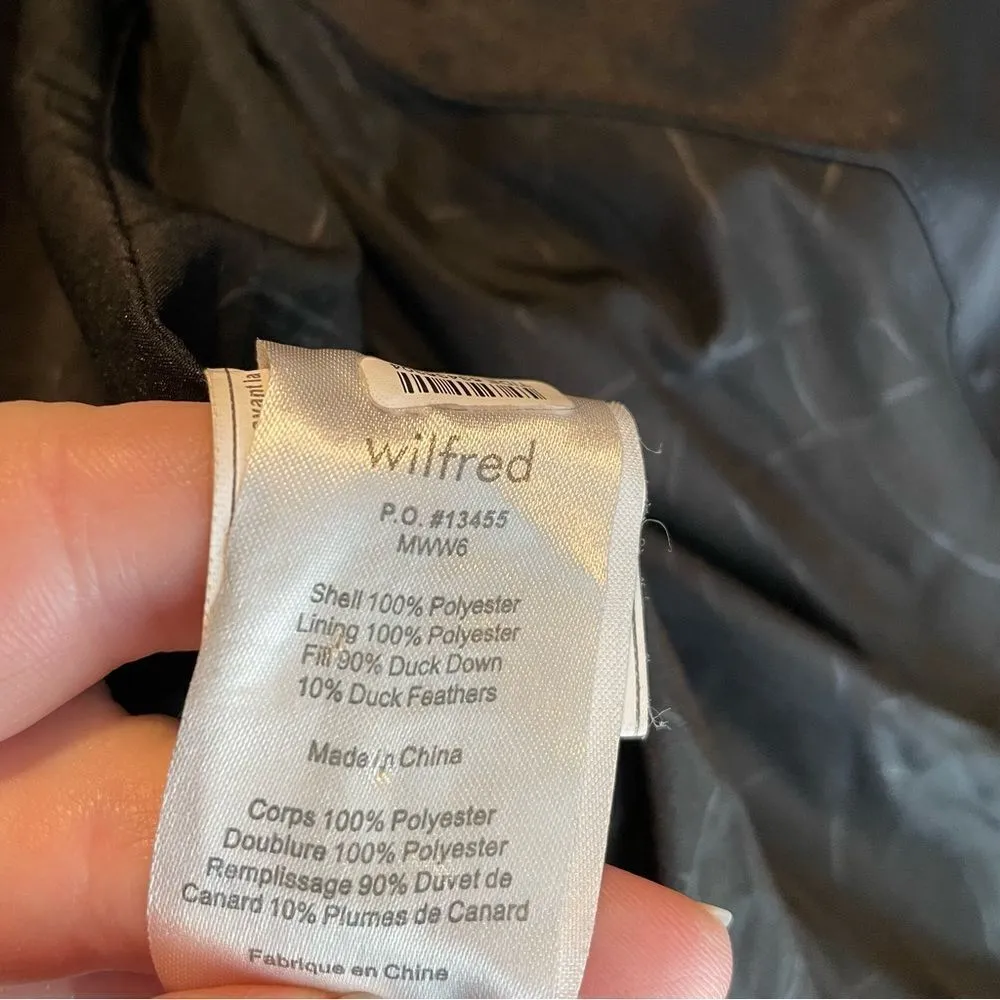 wilfred
P.O. #13455
MWW6
Shell 100% Polyester
Lining 100% Polyester
Fill 90% Duck Down
10% Duck Feathers
Made in China
Corps 100% Polyester
Doublure 100% Polyester
Remplissage 90% Duvet de
Canard 10% Plumes de Canard
Fabrique en Chine